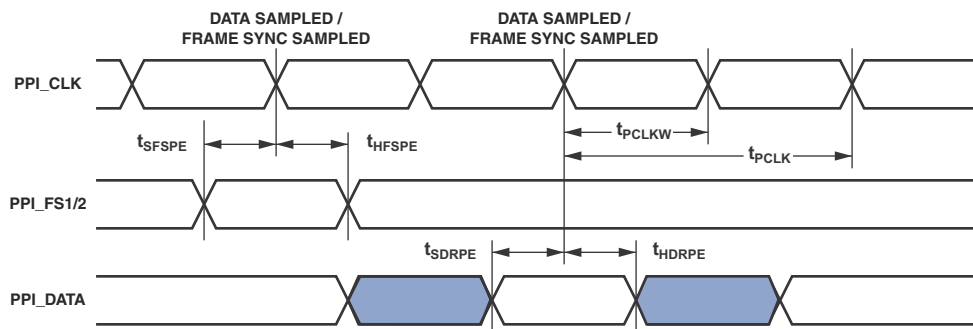 DATA SAMPLED /
FRAME SYNC SAMPLED
DATA SAMPLED /
FRAME SYNC SAMPLED
PPI_CLK
tSFSPE
tHFSPE
tPCLKW
tPCLK
PPI_FS1/2
tSDRPE
tHDRPE
PPI_DATA